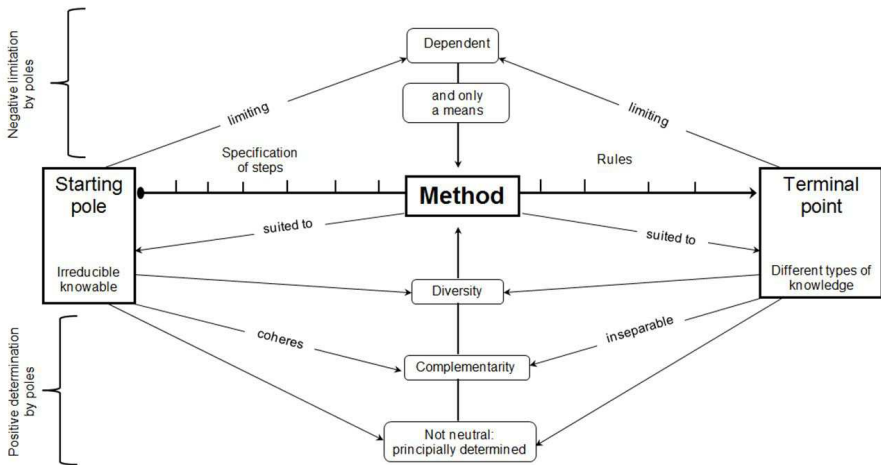 Negative limitation
by poles
Dependent
and only
a means
limiting
limiting
Specification
of steps
Rules
Starting
pole
Method
Terminal
point
suited to
suited to
Irreducible
knowable
Different types of
knowledge
Diversity
coheres
inseparable
Complementarity
Not neutral:
principially determined
Positive determination
by poles